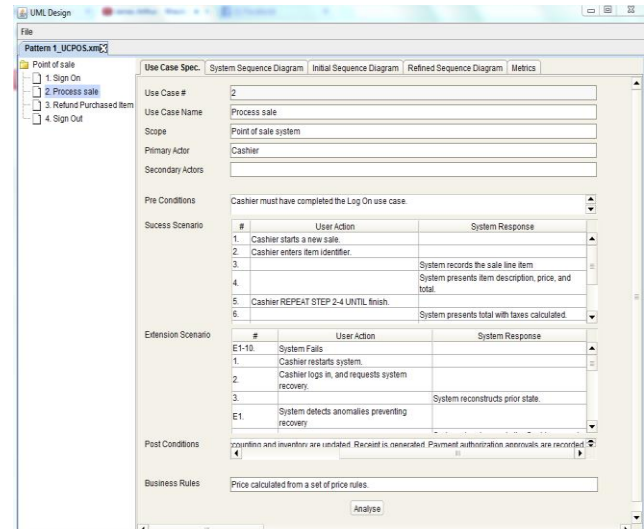 UML Design
File
Pattern 1_UCPOS.xml
Point of sale
1. Sign On
2. Process sale
3. Refund Purchased Item
4. Sign Out
Use Case Spec. System Sequence Diagram Initial Sequence Diagram Refined Sequence Diagram Metrics
Use Case # 2
Use Case Name Process sale
Scope Point of sale system
Primary Actor Cashier
Secondary Actors
Pre Conditions Cashier must have completed the Log On use case.
Sucess Scenario
# User Action System Response
1. Cashier starts a new sale.
2. Cashier enters item identifier.
3. System records the sale line item
4. System presents item description, price, and
total.
5. Cashier REPEAT STEP 2-4 UNTIL finish.
6. System presents total with taxes calculated.
Extension Scenario
# User Action System Response
E1-10. System Fails
1. Cashier restarts system.
2. Cashier logs in, and requests system
recovery.
3. System reconstructs prior state.
E1. System detects anomalies preventing
recovery
Post Conditions ccounting and inventory are updated. Receipt is generated. Payment authorization approvals are recorded
Business Rules Price calculated from a set of price rules.
Analyse